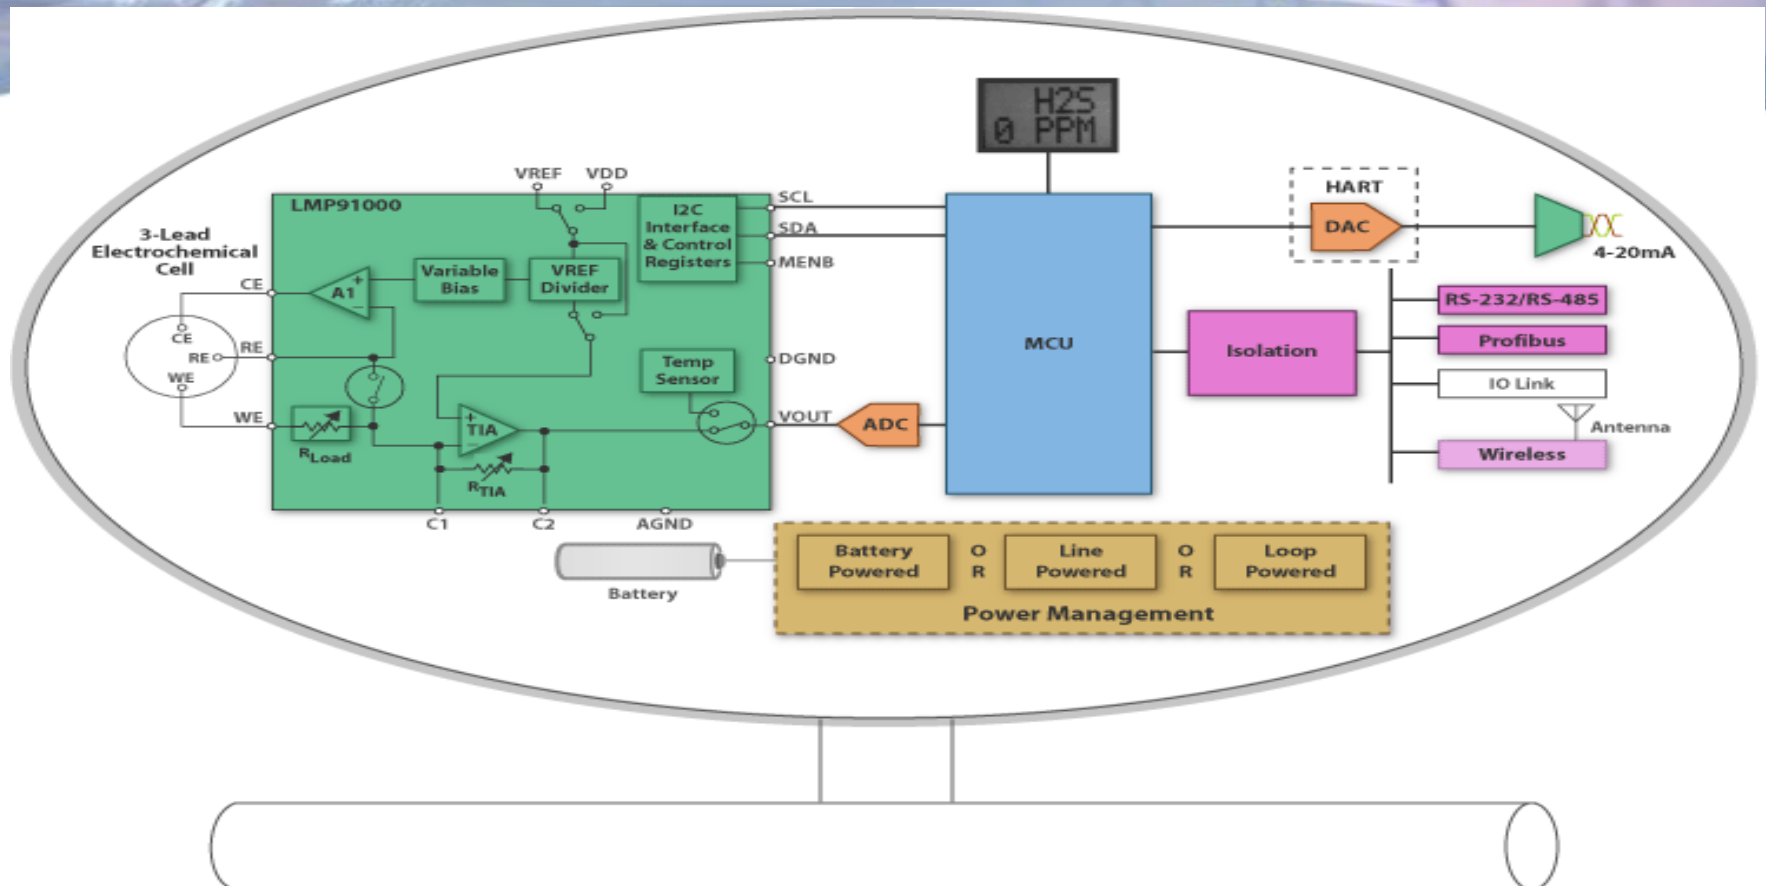 H2S
0 PPM
VREF
VDD
LMP91000
I2C
Interface
& Control
Registers
SCL
SDA
MENB
3-Lead
Electrochemical
Cell
CE
A1
+
−
Variable
Bias
VREF
Divider
CE
RE
WE
RE
WE
RLoad
Temp
Sensor
DGND
VOUT
+
TIA
−
RTIA
C1
C2
AGND
ADC
MCU
HART
DAC
4-20mA
Isolation
RS-232/RS-485
Profibus
IO Link
Antenna
Wireless
Battery
Battery
Powered
O
R
Line
Powered
O
R
Loop
Powered
Power Management